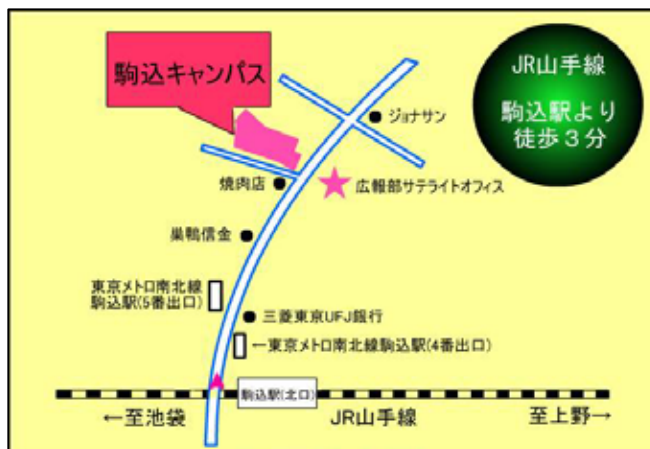 駒込キャンパス
JR山手線
駒込駅より
徒歩3分
ジョナサン
焼肉店
広報部サテライトオフィス
巣鴨信金
東京メトロ南北線
駒込駅(5番出口)
三菱東京UFJ銀行
←東京メトロ南北線駒込駅(4番出口)
駒込駅(北口)
←至池袋
JR山手線
至上野→